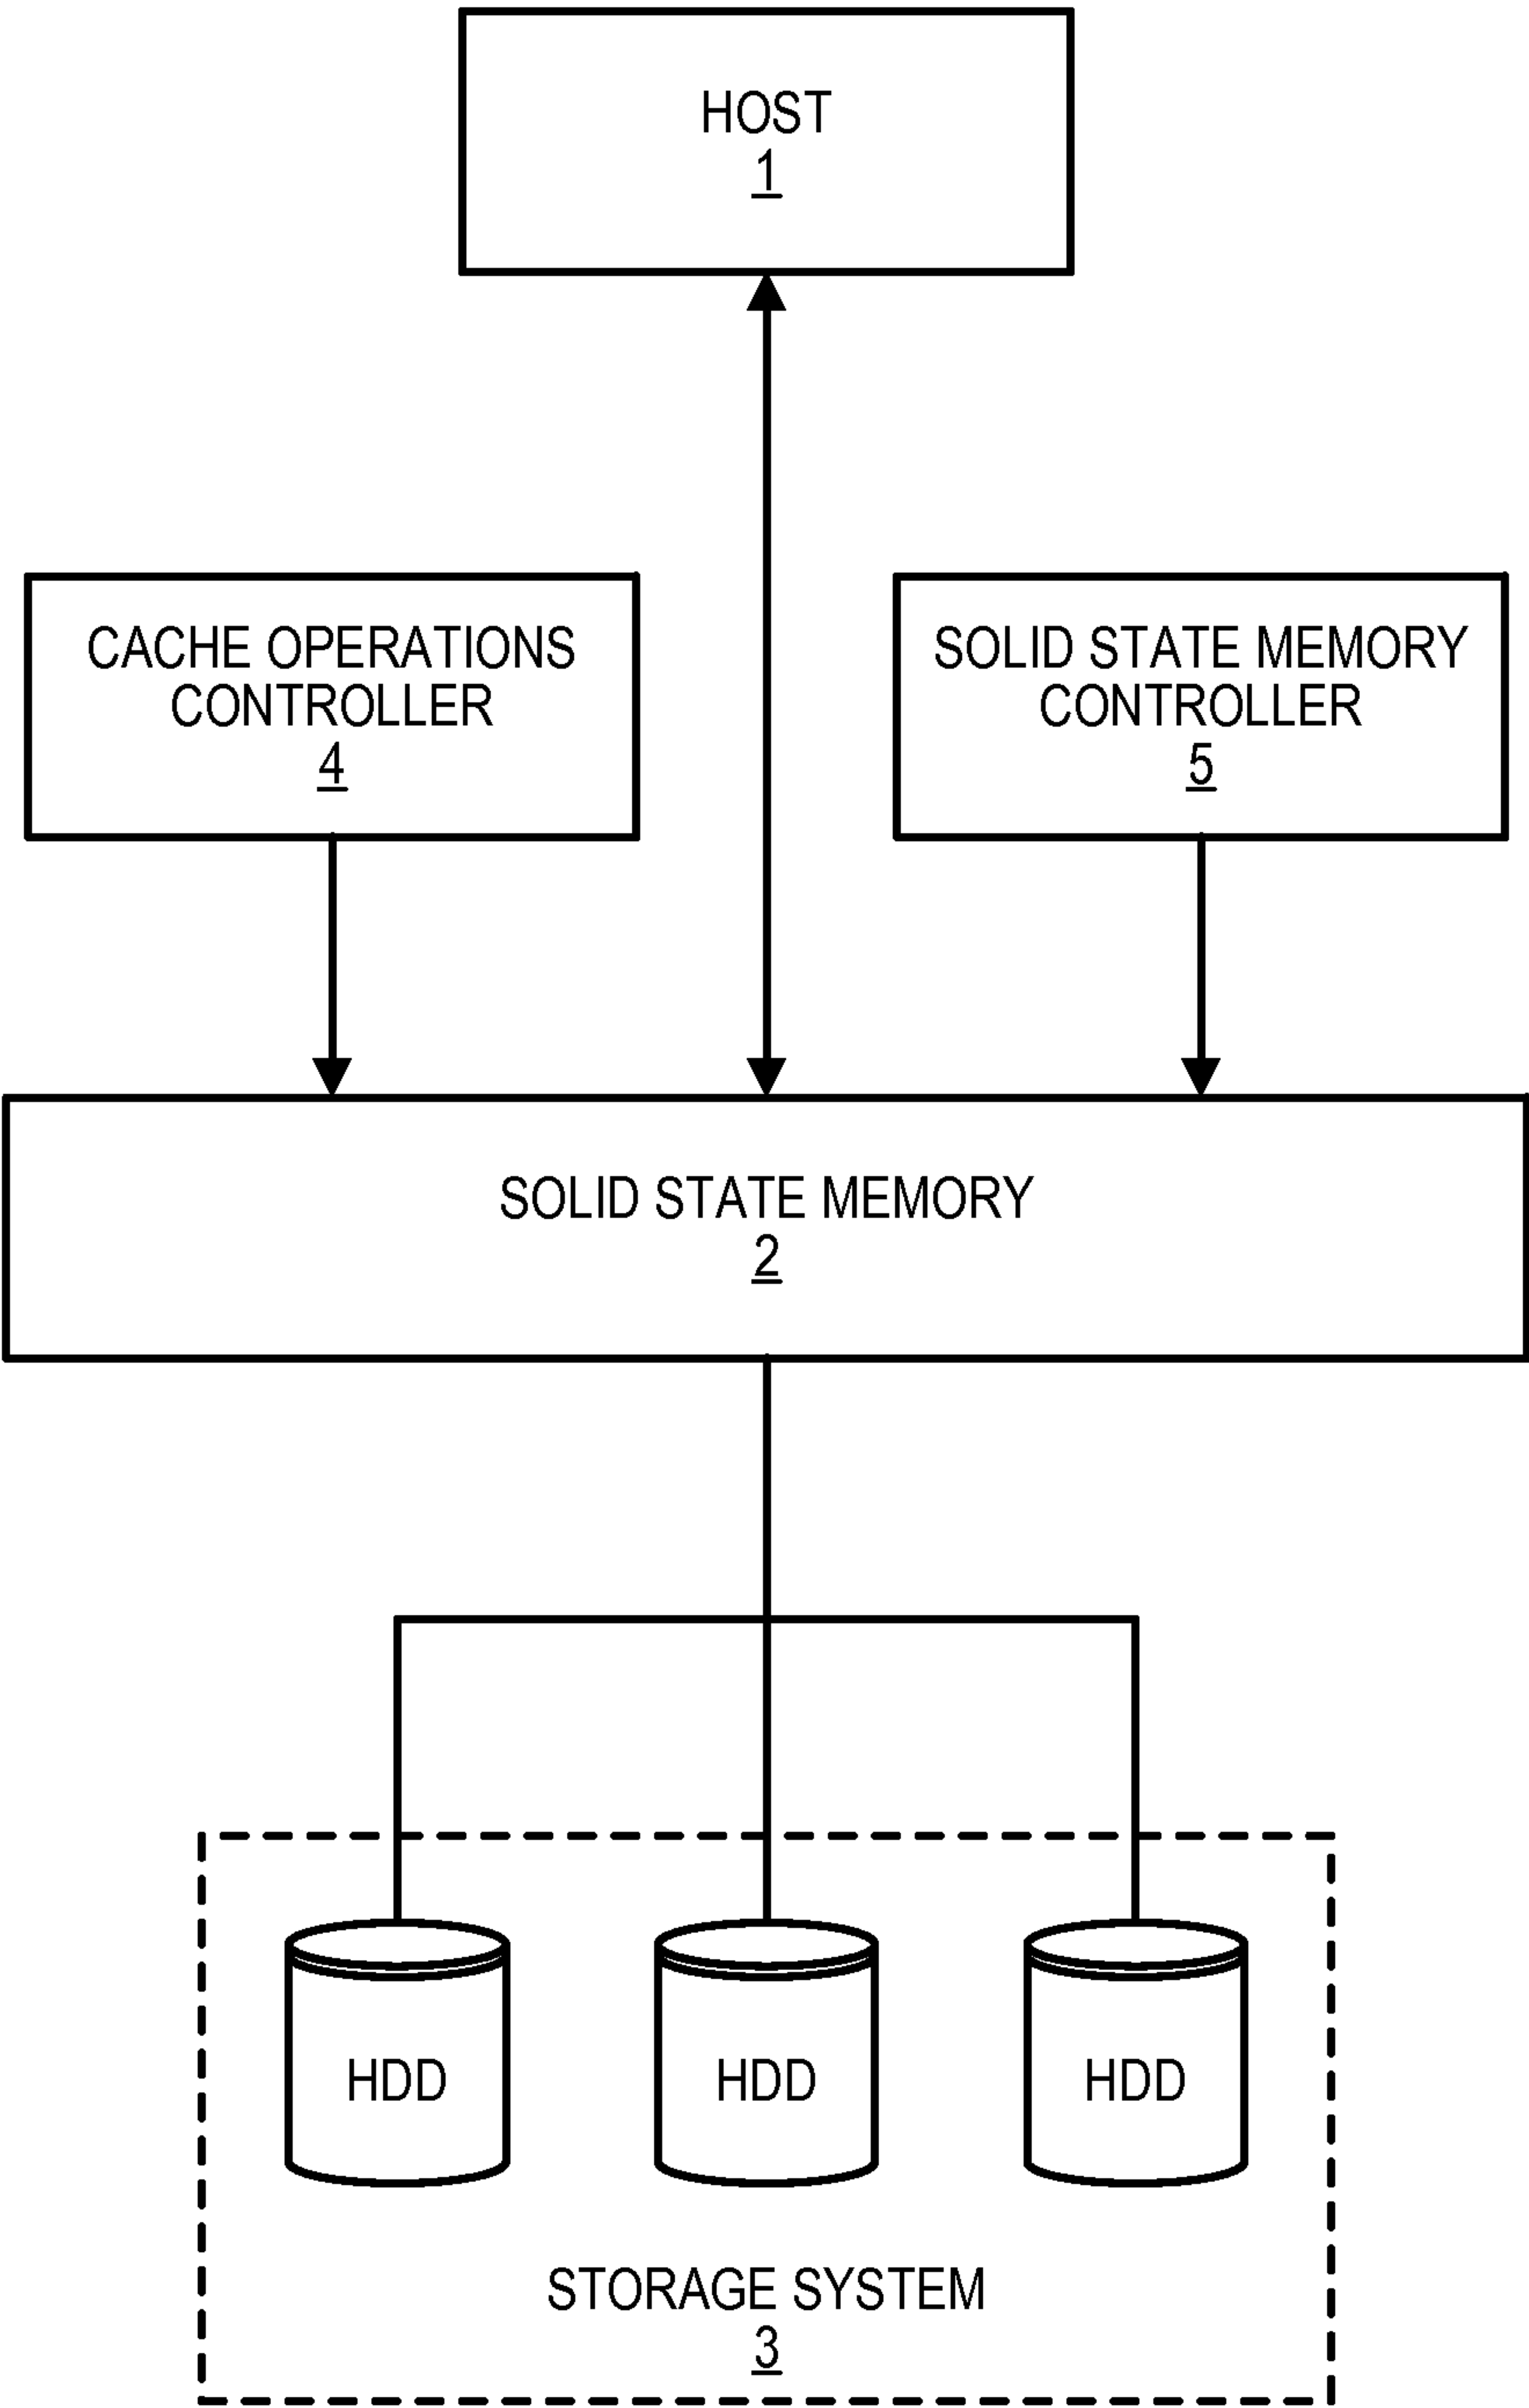 HOST
1
CACHE OPERATIONS
CONTROLLER
4
SOLID STATE MEMORY
CONTROLLER
5
SOLID STATE MEMORY
2
HDD
HDD
HDD
STORAGE SYSTEM
3